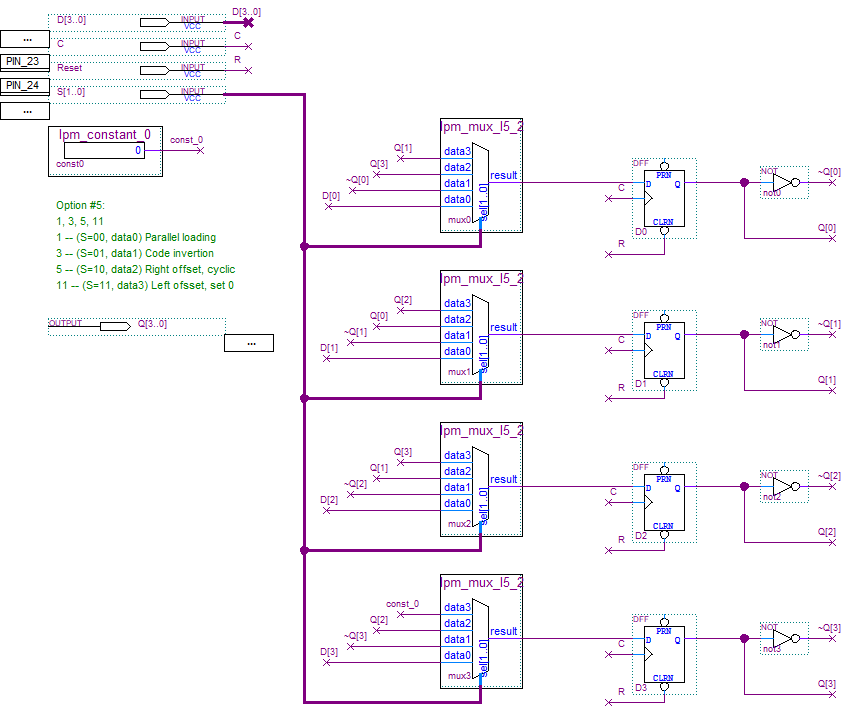 D[3..0]
INPUT
VCC
D[3..0]
...
C
INPUT
VCC
C
PIN_23
Reset
INPUT
VCC
R
PIN_24
S[1..0]
INPUT
VCC
...
lpm_constant_0
0
const0
const_0
Option #5:
1, 3, 5, 11
1 -- (S=00, data0) Parallel loading
3 -- (S=01, data1) Code invertion
5 -- (S=10, data2) Right offset, cyclic
11 -- (S=11, data3) Left ofsset, set 0
OUTPUT
Q[3..0]
...
lpm_mux_l5_2
Q[1]
data3
Q[3]
data2
~Q[0]
data1
D[0]
data0
sel[1..0]
result
mux0
DFF
PRN
C
D
Q
CLRN
R
D0
NOT
not0
~Q[0]
Q[0]
lpm_mux_l5_2
Q[2]
data3
Q[0]
data2
~Q[1]
data1
D[1]
data0
sel[1..0]
result
mux1
DFF
PRN
C
D
Q
CLRN
R
D1
NOT
not1
~Q[1]
Q[1]
lpm_mux_l5_2
Q[3]
data3
Q[1]
data2
~Q[2]
data1
D[2]
data0
sel[1..0]
result
mux2
DFF
PRN
C
D
Q
CLRN
R
D2
NOT
not2
~Q[2]
Q[2]
lpm_mux_l5_2
const_0
data3
Q[2]
data2
~Q[3]
data1
D[3]
data0
sel[1..0]
result
mux3
DFF
PRN
C
D
Q
CLRN
R
D3
NOT
not3
~Q[3]
Q[3]